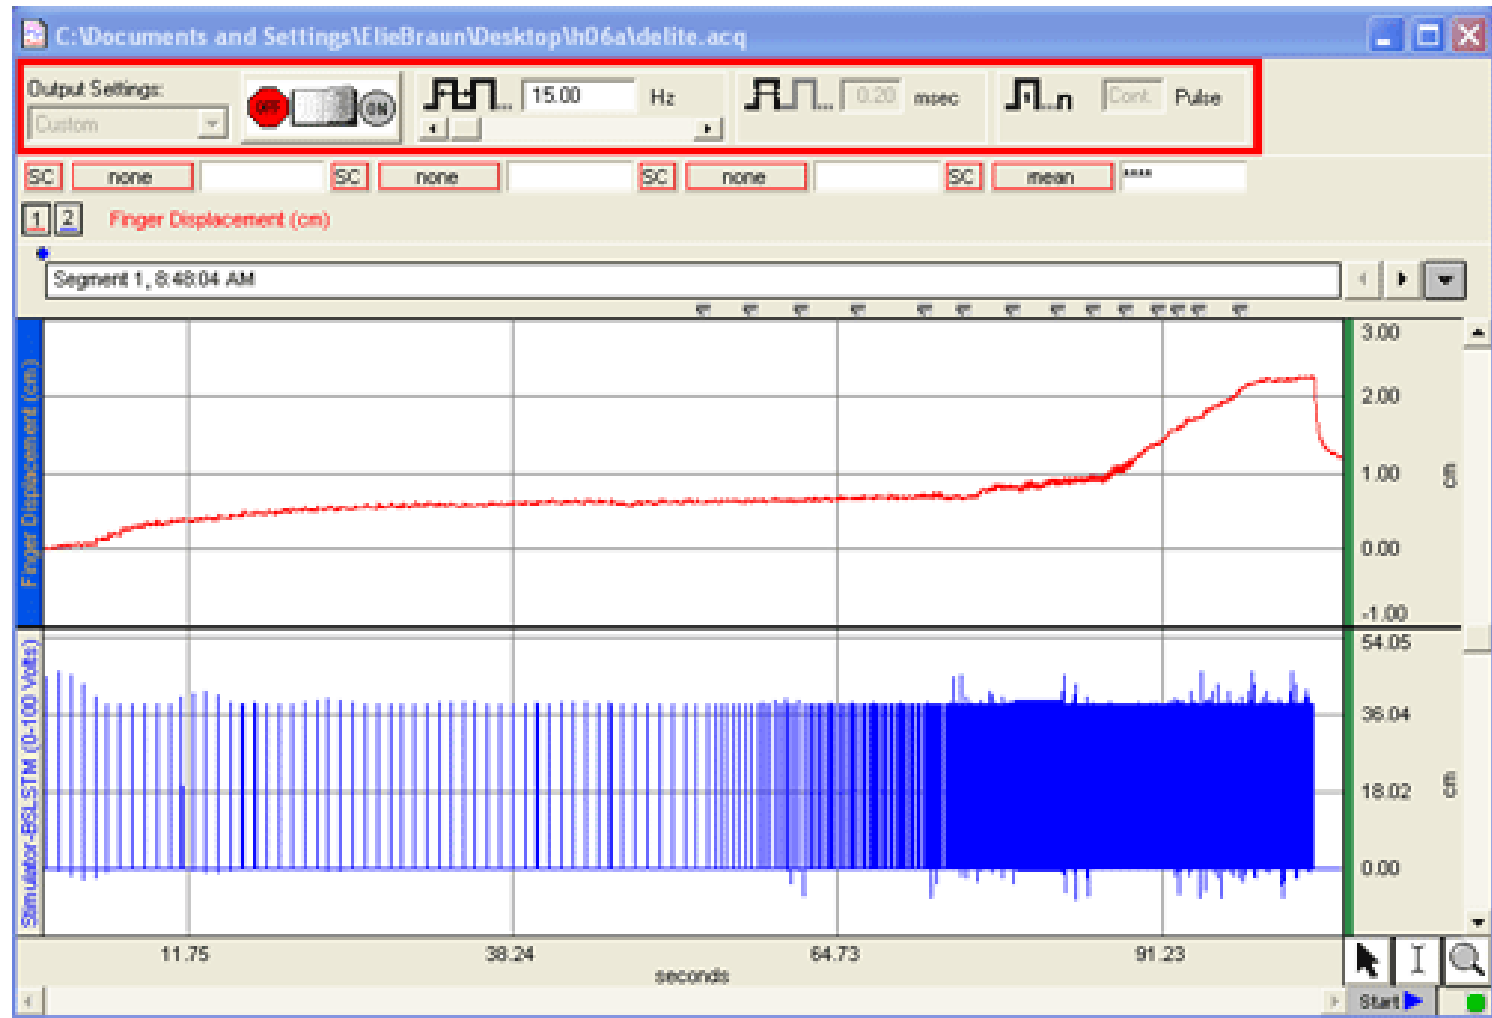 C:\Documents and Settings\ElieBraun\Desktop\h06a\delite.acq
Output Settings:
Custom
OFF ON
... 15.00 Hz
... 0.20 msec
...n Cont. Pulse
SC none SC none SC none SC mean ****
1 2 Finger Displacement (cm)
Segment 1, 8:48:04 AM
Finger Displacement (cm)
3.00
2.00
1.00
0.00
-1.00
cm
Stimulator-BSLSTM (0-100 Volts)
54.05
36.04
18.02
0.00
cm
11.75 38.24 64.73 91.23
seconds
Start